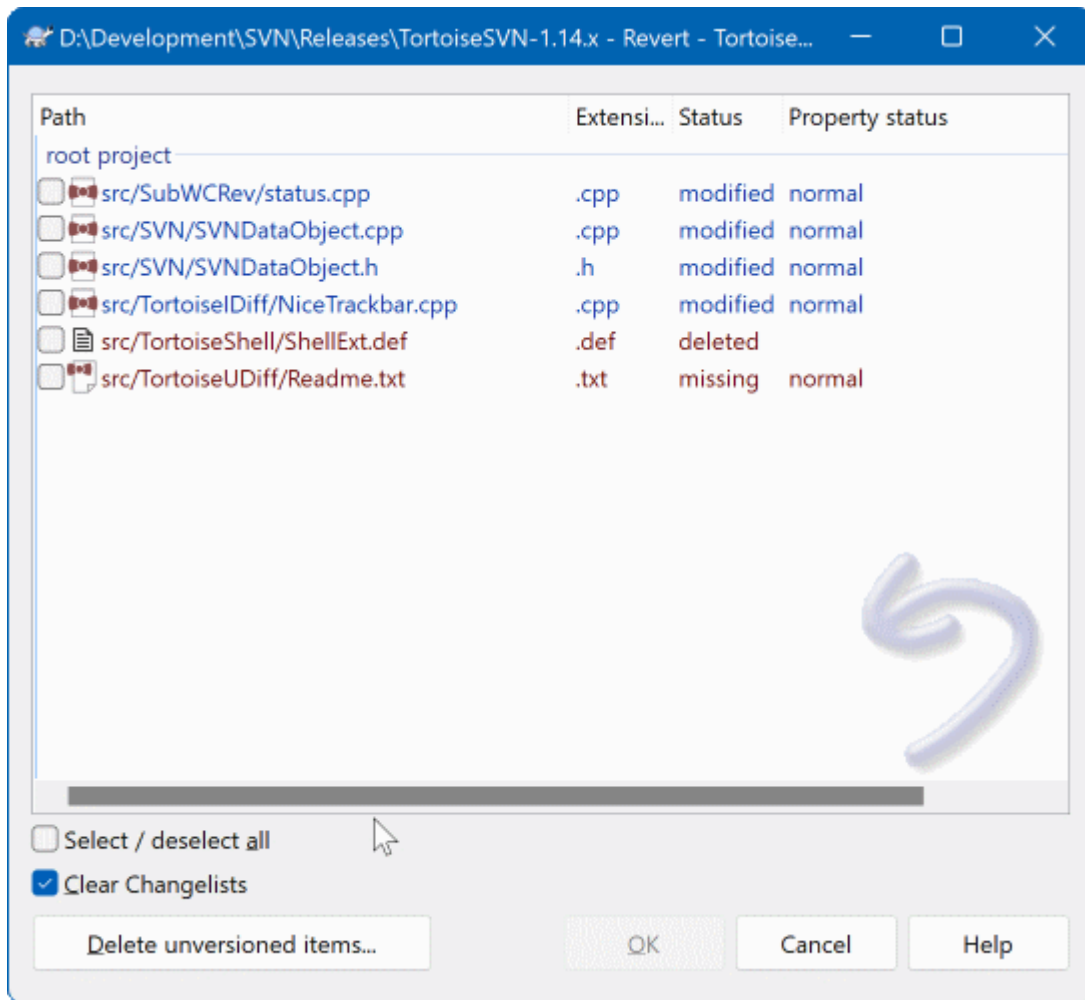 D:\Development\SVN\Releases\TortoiseSVN-1.14.x - Revert - Tortoise...
Path Extensi... Status Property status
root project
src/SubWCRev/status.cpp .cpp modified normal
src/SVN/SVNDataObject.cpp .cpp modified normal
src/SVN/SVNDataObject.h .h modified normal
src/TortoiseIDiff/NiceTrackbar.cpp .cpp modified normal
src/TortoiseShell/ShellExt.def .def deleted
src/TortoiseUDiff/Readme.txt .txt missing normal
Select / deselect all
Clear Changelists
Delete unversioned items... OK Cancel Help